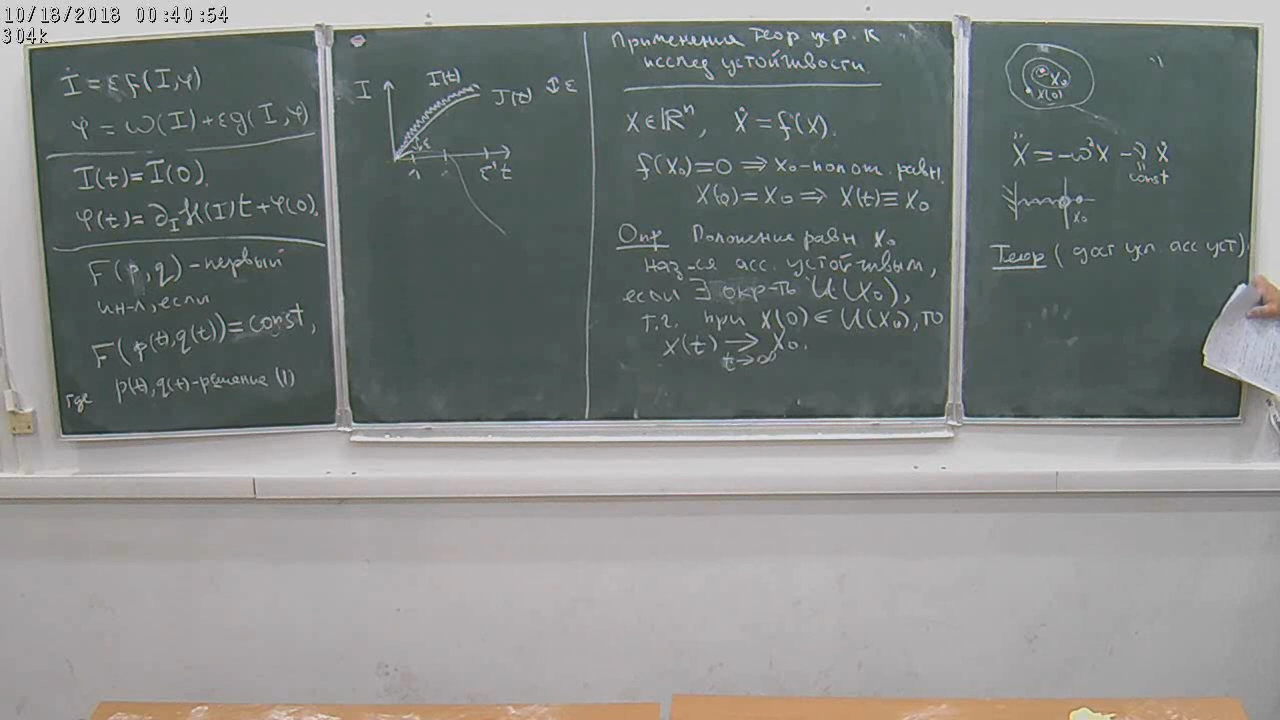 10/18/2018 00:40:54
304k
İ = εf(I,φ)
φ̇ = ω(I)+εg(I,φ)
I(t)=I(0),
φ(t)=∂_I H(I)t+φ(0),
F(p,q)-первый
ин-л, если
F(p(t),q(t))=const,
где p(t),q(t)-решение (1)
I
I(t)
J(t)
↕ε
↕ε
1
ε⁻¹ t
Применения теор уср. к
исслед устойчивости.
X∈ℝⁿ, Ẋ=f(X).
f(X₀)=0 ⇒ X₀-полож. равн.
X(0)=X₀ ⇒ X(t)≡X₀
Опр Положение равн X₀
наз-ся асс. устойчивым,
если ∃ окр-ть U(X₀),
т.ч. при X(0)∈U(X₀), то
X(t) → X₀.
t→∞
X₀
X(0)
Ẍ=-ω²X -ν Ẋ
const
X₀
Теор (дост усл асс уст).